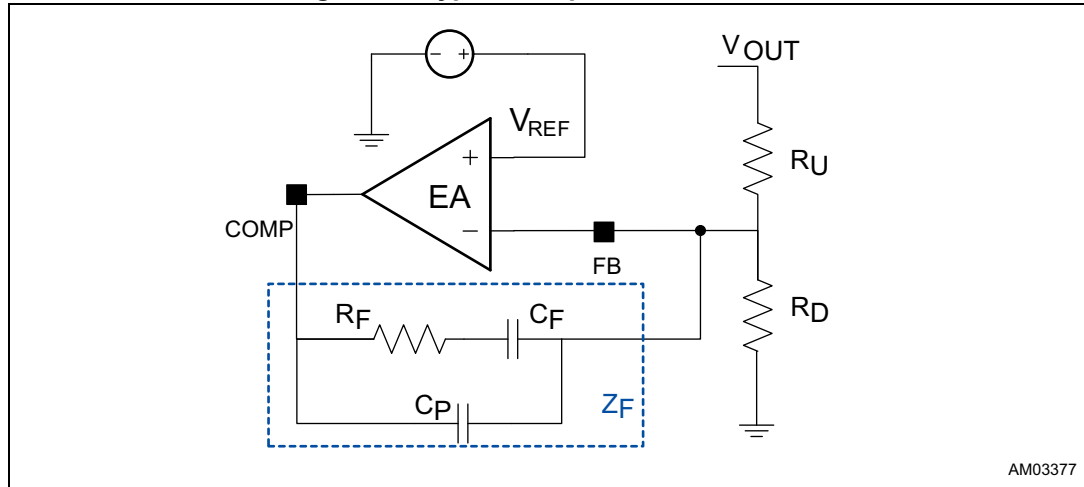 - +
VOUT
VREF
RU
+
EA
COMP
−
FB
RF
CF
RD
CP
ZF
AM03377